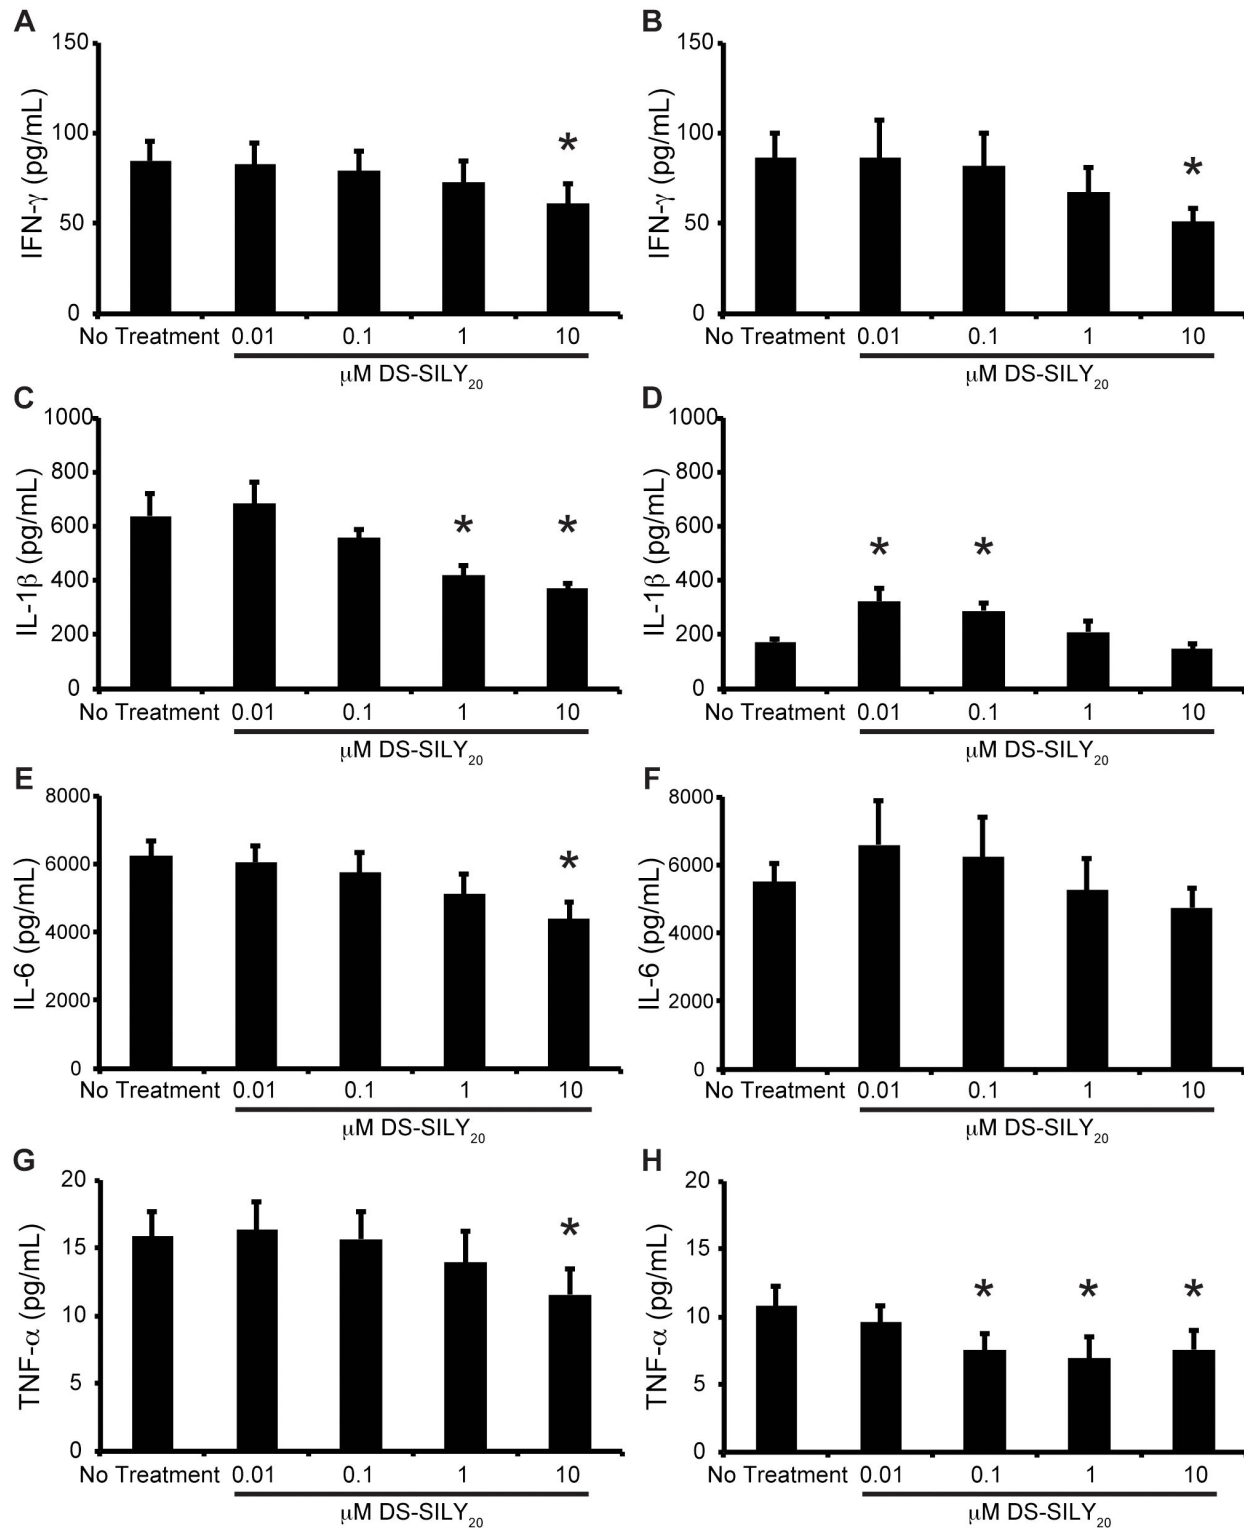 A
IFN-γ (pg/mL)
150
100
50
0
*
No Treatment 0.01 0.1 1 10
μM DS-SILY20
B
IFN-γ (pg/mL)
150
100
50
0
*
No Treatment 0.01 0.1 1 10
μM DS-SILY20
C
IL-1β (pg/mL)
1000
800
600
400
200
0
* *
No Treatment 0.01 0.1 1 10
μM DS-SILY20
D
IL-1β (pg/mL)
1000
800
600
400
200
0
* *
No Treatment 0.01 0.1 1 10
μM DS-SILY20
E
IL-6 (pg/mL)
8000
6000
4000
2000
0
*
No Treatment 0.01 0.1 1 10
μM DS-SILY20
F
IL-6 (pg/mL)
8000
6000
4000
2000
0
No Treatment 0.01 0.1 1 10
μM DS-SILY20
G
TNF-α (pg/mL)
20
15
10
5
0
*
No Treatment 0.01 0.1 1 10
μM DS-SILY20
H
TNF-α (pg/mL)
20
15
10
5
0
* * *
No Treatment 0.01 0.1 1 10
μM DS-SILY20